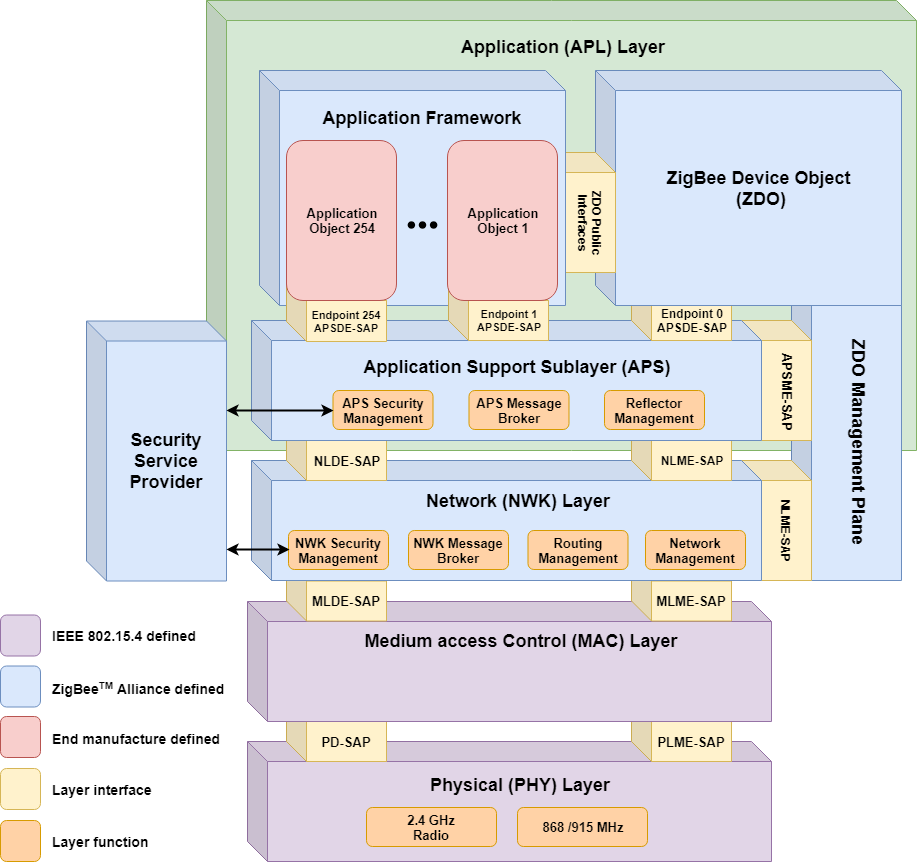 Application (APL) Layer
Application Framework
ZigBee Device Object
(ZDO)
Application
Object 254
Application
Object 1
ZDO Public
Interfaces
Endpoint 254
APSDE-SAP
Endpoint 1
APSDE-SAP
Endpoint 0
APSDE-SAP
Application Support Sublayer (APS)
APS Security
Management
APS Message
Broker
Reflector
Management
APSME-SAP
ZDO Management Plane
Security
Service
Provider
NLDE-SAP
NLME-SAP
Network (NWK) Layer
NWK Security
Management
NWK Message
Broker
Routing
Management
Network
Management
NLME-SAP
MLDE-SAP
MLME-SAP
Medium access Control (MAC) Layer
PD-SAP
PLME-SAP
Physical (PHY) Layer
2.4 GHz
Radio
868 /915 MHz
IEEE 802.15.4 defined
ZigBee™ Alliance defined
End manufacture defined
Layer interface
Layer function